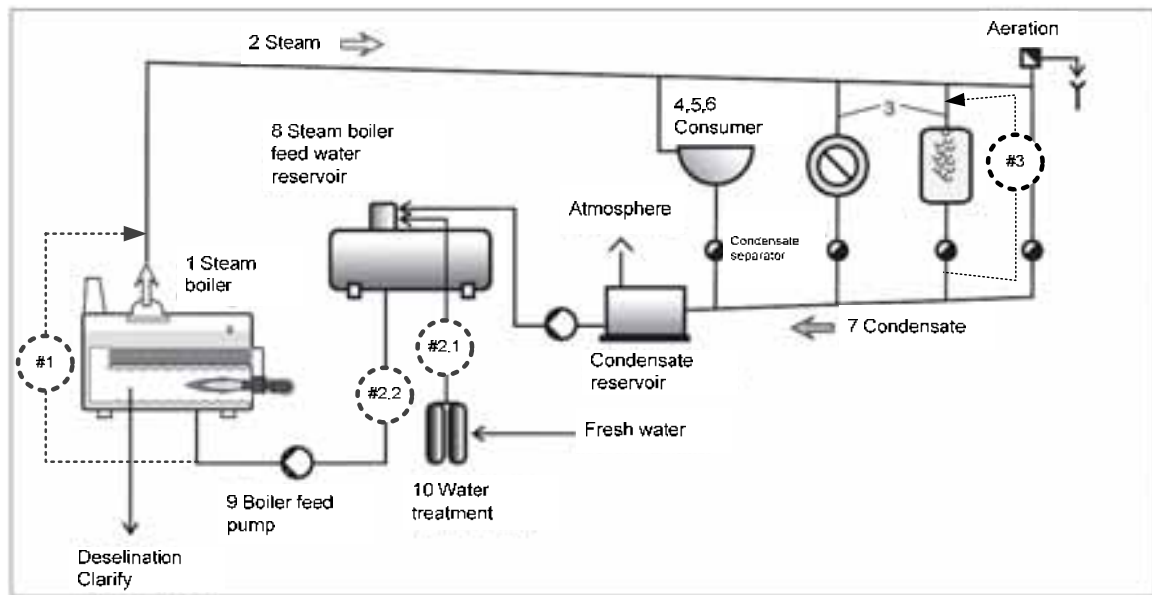 Aeration
2 Steam
4,5,6
Consumer
3
8 Steam boiler
feed water
reservoir
#3
Atmosphere
Condensate
separator
1 Steam
boiler
7 Condensate
#1
#2.1
Condensate
reservoir
#2.2
Fresh water
9 Boiler feed
pump
10 Water
treatment
Deselination
Clarify